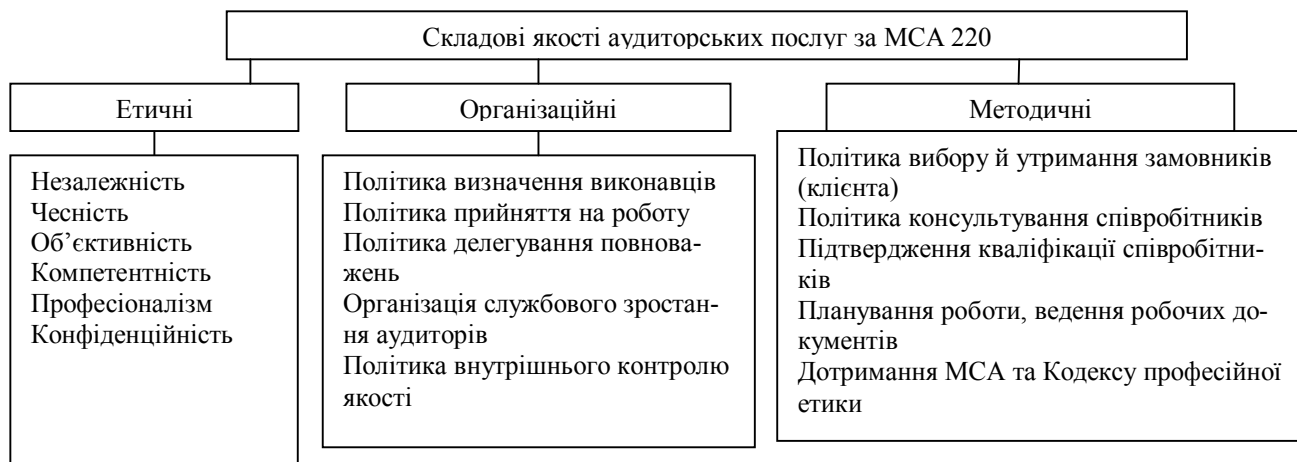 Складові якості аудиторських послуг за МСА 220
Етичні
Організаційні
Методичні
Незалежність
Чесність
Об’єктивність
Компетентність
Професіоналізм
Конфіденційність
Політика визначення виконавців
Політика прийняття на роботу
Політика делегування повнова-
жень
Організація службового зростан-
ня аудиторів
Політика внутрішнього контролю
якості
Політика вибору й утримання замовників
(клієнта)
Політика консультування співробітників
Підтвердження кваліфікації співробітни-
ків
Планування роботи, ведення робочих до-
кументів
Дотримання МСА та Кодексу професійної
етики